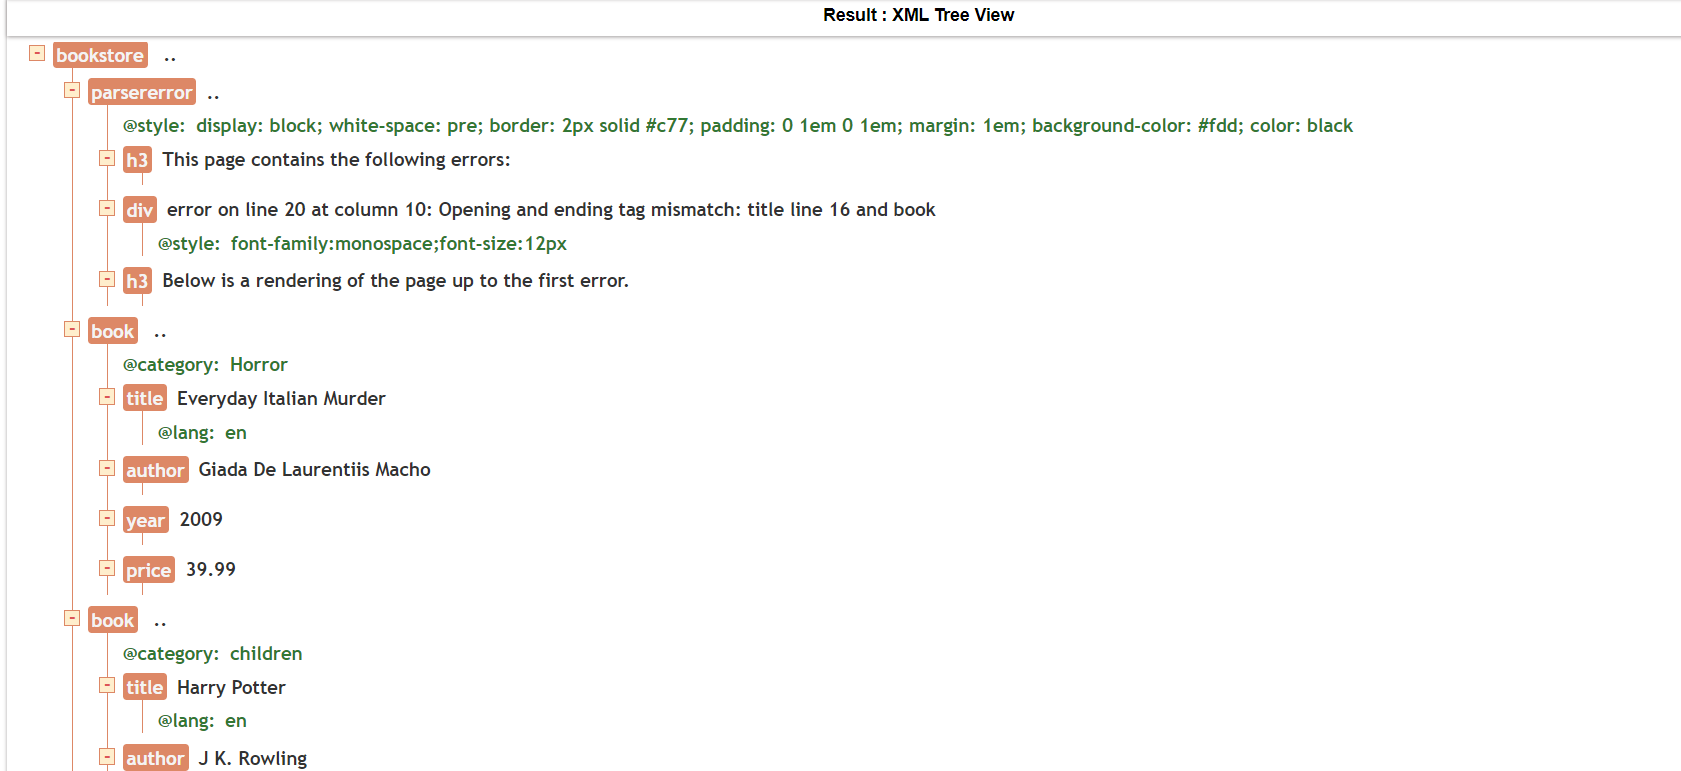 Result : XML Tree View
- bookstore ..
- parsererror ..
@style: display: block; white-space: pre; border: 2px solid #c77; padding: 0 1em 0 1em; margin: 1em; background-color: #fdd; color: black
- h3 This page contains the following errors:
- div error on line 20 at column 10: Opening and ending tag mismatch: title line 16 and book
@style: font-family:monospace;font-size:12px
- h3 Below is a rendering of the page up to the first error.
- book ..
@category: Horror
- title Everyday Italian Murder
@lang: en
- author Giada De Laurentiis Macho
- year 2009
- price 39.99
- book ..
@category: children
- title Harry Potter
@lang: en
- author J K. Rowling